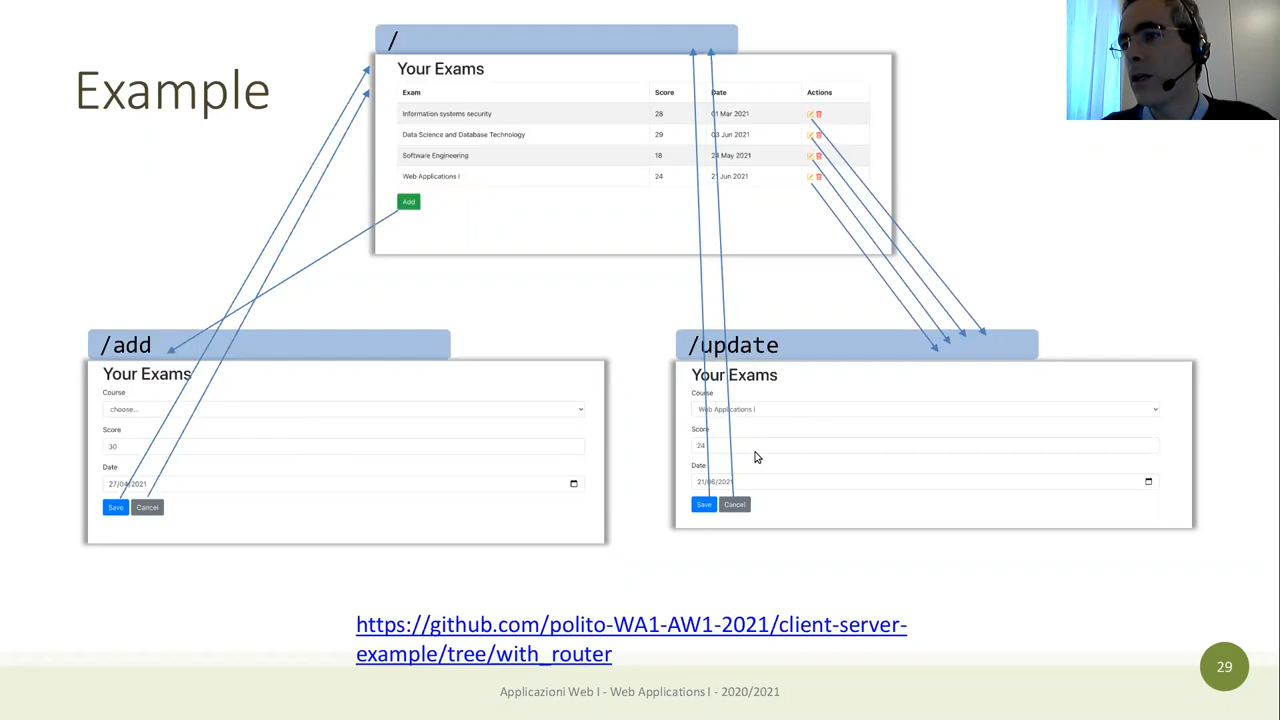 Example
/
Your Exams
Exam Score Date Actions
Information systems security 28 01 Mar 2021
Data Science and Database Technology 29 03 Jun 2021
Software Engineering 18 24 May 2021
Web Applications I 24 21 Jun 2021
Add
/add
Your Exams
Course
choose...
Score
30
Date
27/04/2021
Save Cancel
/update
Your Exams
Course
Web Applications I
Score
24
Date
21/06/2021
Save Cancel
https://github.com/polito-WA1-AW1-2021/client-server-
example/tree/with_router
29
Applicazioni Web I - Web Applications I - 2020/2021